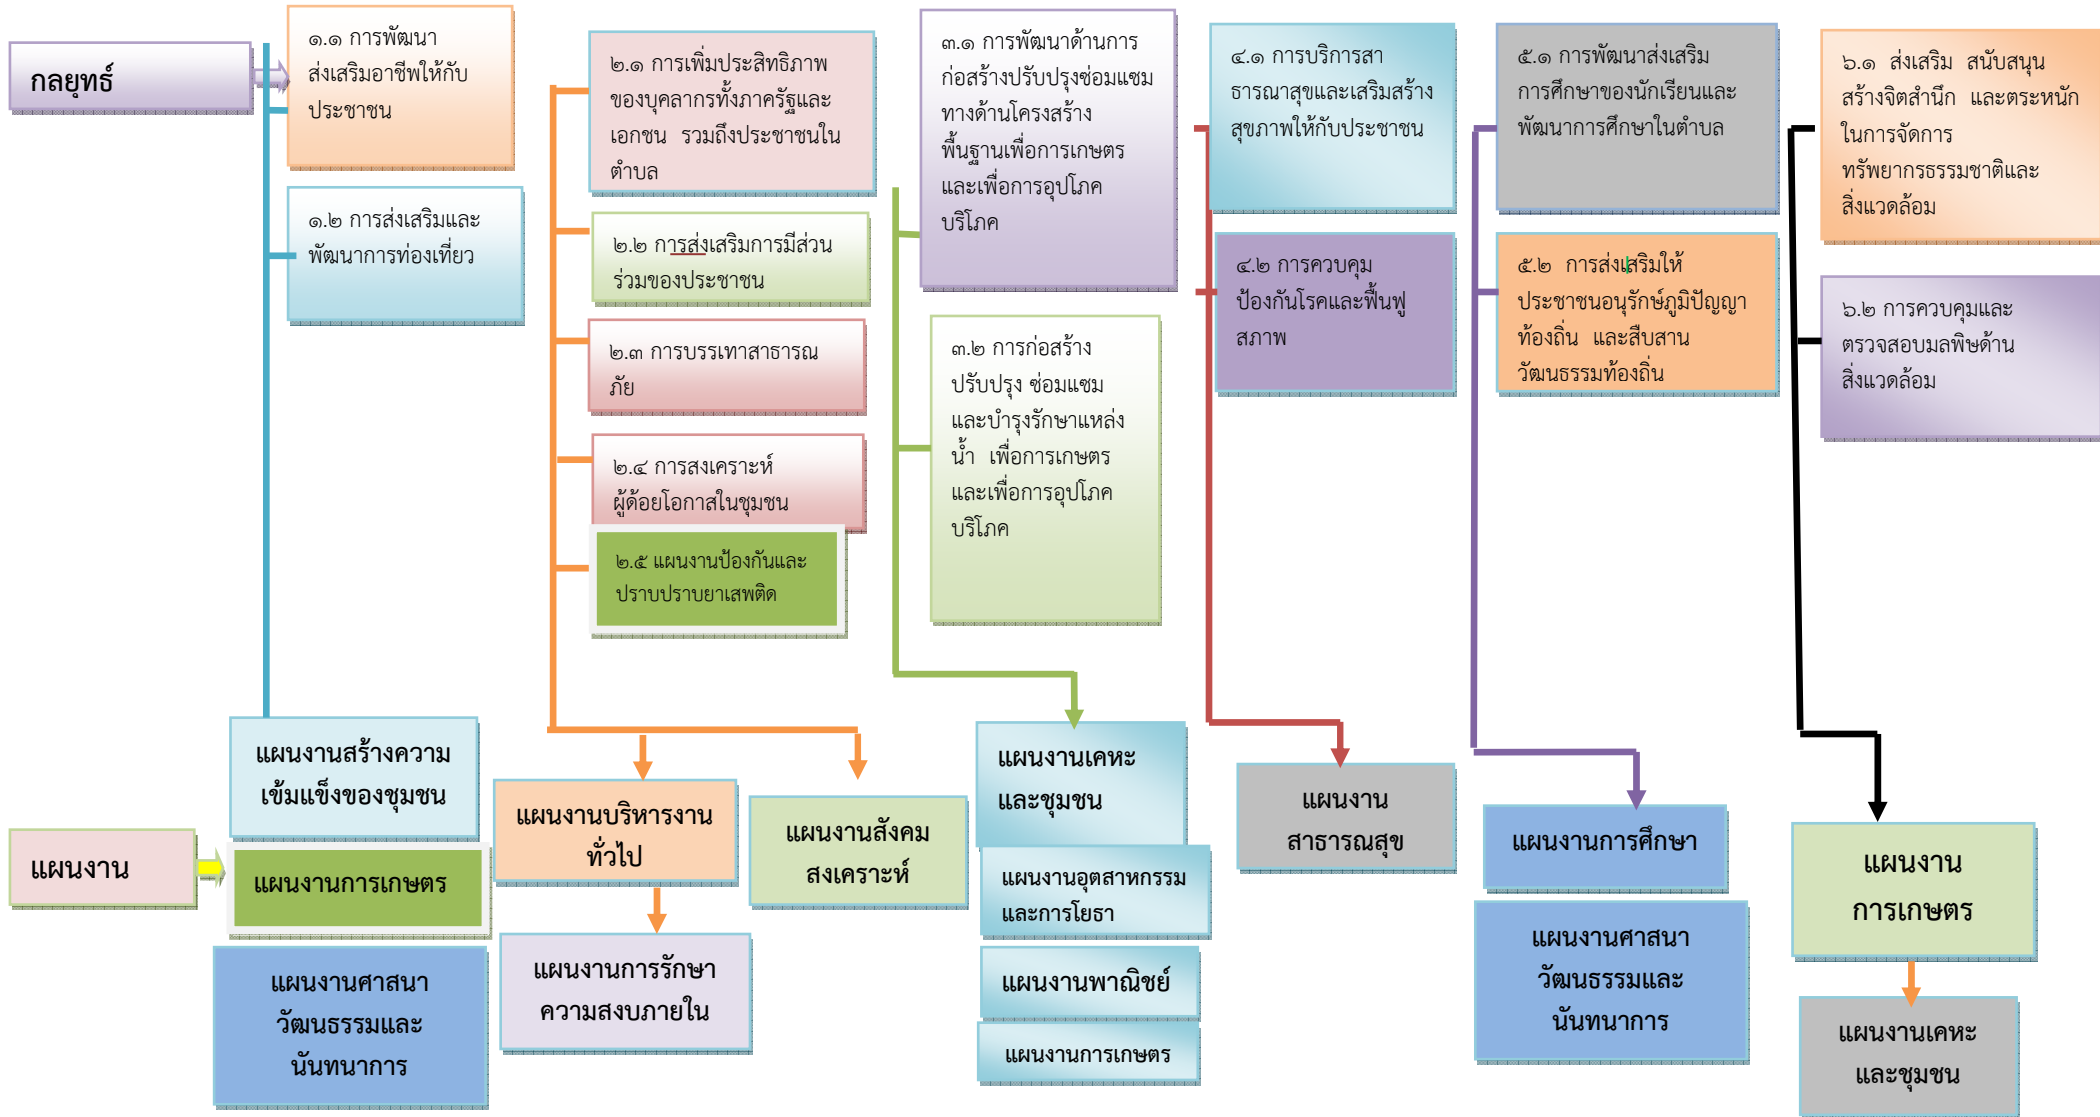 กลยุทธ์
๑.๑ การพัฒนา
ส่งเสริมอาชีพให้กับ
ประชาชน
๑.๒ การส่งเสริมและ
พัฒนาการท่องเที่ยว
๒.๑ การเพิ่มประสิทธิภาพ
ของบุคลากรทั้งภาครัฐและ
เอกชน รวมถึงประชาชนใน
ตำบล
๒.๒ การส่งเสริมการมีส่วน
ร่วมของประชาชน
๒.๓ การบรรเทาสาธารณ
ภัย
๒.๔ การสงเคราะห์
ผู้ด้อยโอกาสในชุมชน
๒.๕ แผนงานป้องกันและ
ปราบปราบยาเสพติด
๓.๑ การพัฒนาด้านการ
ก่อสร้างปรับปรุงซ่อมแซม
ทางด้านโครงสร้าง
พื้นฐานเพื่อการเกษตร
และเพื่อการอุปโภค
บริโภค
๓.๒ การก่อสร้าง
ปรับปรุง ซ่อมแซม
และบำรุงรักษาแหล่ง
น้ำ เพื่อการเกษตร
และเพื่อการอุปโภค
บริโภค
๔.๑ การบริการสา
ธารณาสุขและเสริมสร้าง
สุขภาพให้กับประชาชน
๔.๒ การควบคุม
ป้องกันโรคและฟื้นฟู
สภาพ
๕.๑ การพัฒนาส่งเสริม
การศึกษาของนักเรียนและ
พัฒนาการศึกษาในตำบล
๕.๒ การส่งเสริมให้
ประชาชนอนุรักษ์ภูมิปัญญา
ท้องถิ่น และสืบสาน
วัฒนธรรมท้องถิ่น
๖.๑ ส่งเสริม สนับสนุน
สร้างจิตสำนึก และตระหนัก
ในการจัดการ
ทรัพยากรธรรมชาติและ
สิ่งแวดล้อม
๖.๒ การควบคุมและ
ตรวจสอบมลพิษด้าน
สิ่งแวดล้อม
แผนงาน
แผนงานสร้างความ
เข้มแข็งของชุมชน
แผนงานการเกษตร
แผนงานศาสนา
วัฒนธรรมและ
นันทนาการ
แผนงานบริหารงาน
ทั่วไป
แผนงานการรักษา
ความสงบภายใน
แผนงานสังคม
สงเคราะห์
แผนงานเคหะ
และชุมชน
แผนงานอุตสาหกรรม
และการโยธา
แผนงานพาณิชย์
แผนงานการเกษตร
แผนงาน
สาธารณสุข
แผนงานการศึกษา
แผนงานศาสนา
วัฒนธรรมและ
นันทนาการ
แผนงาน
การเกษตร
แผนงานเคหะ
และชุมชน